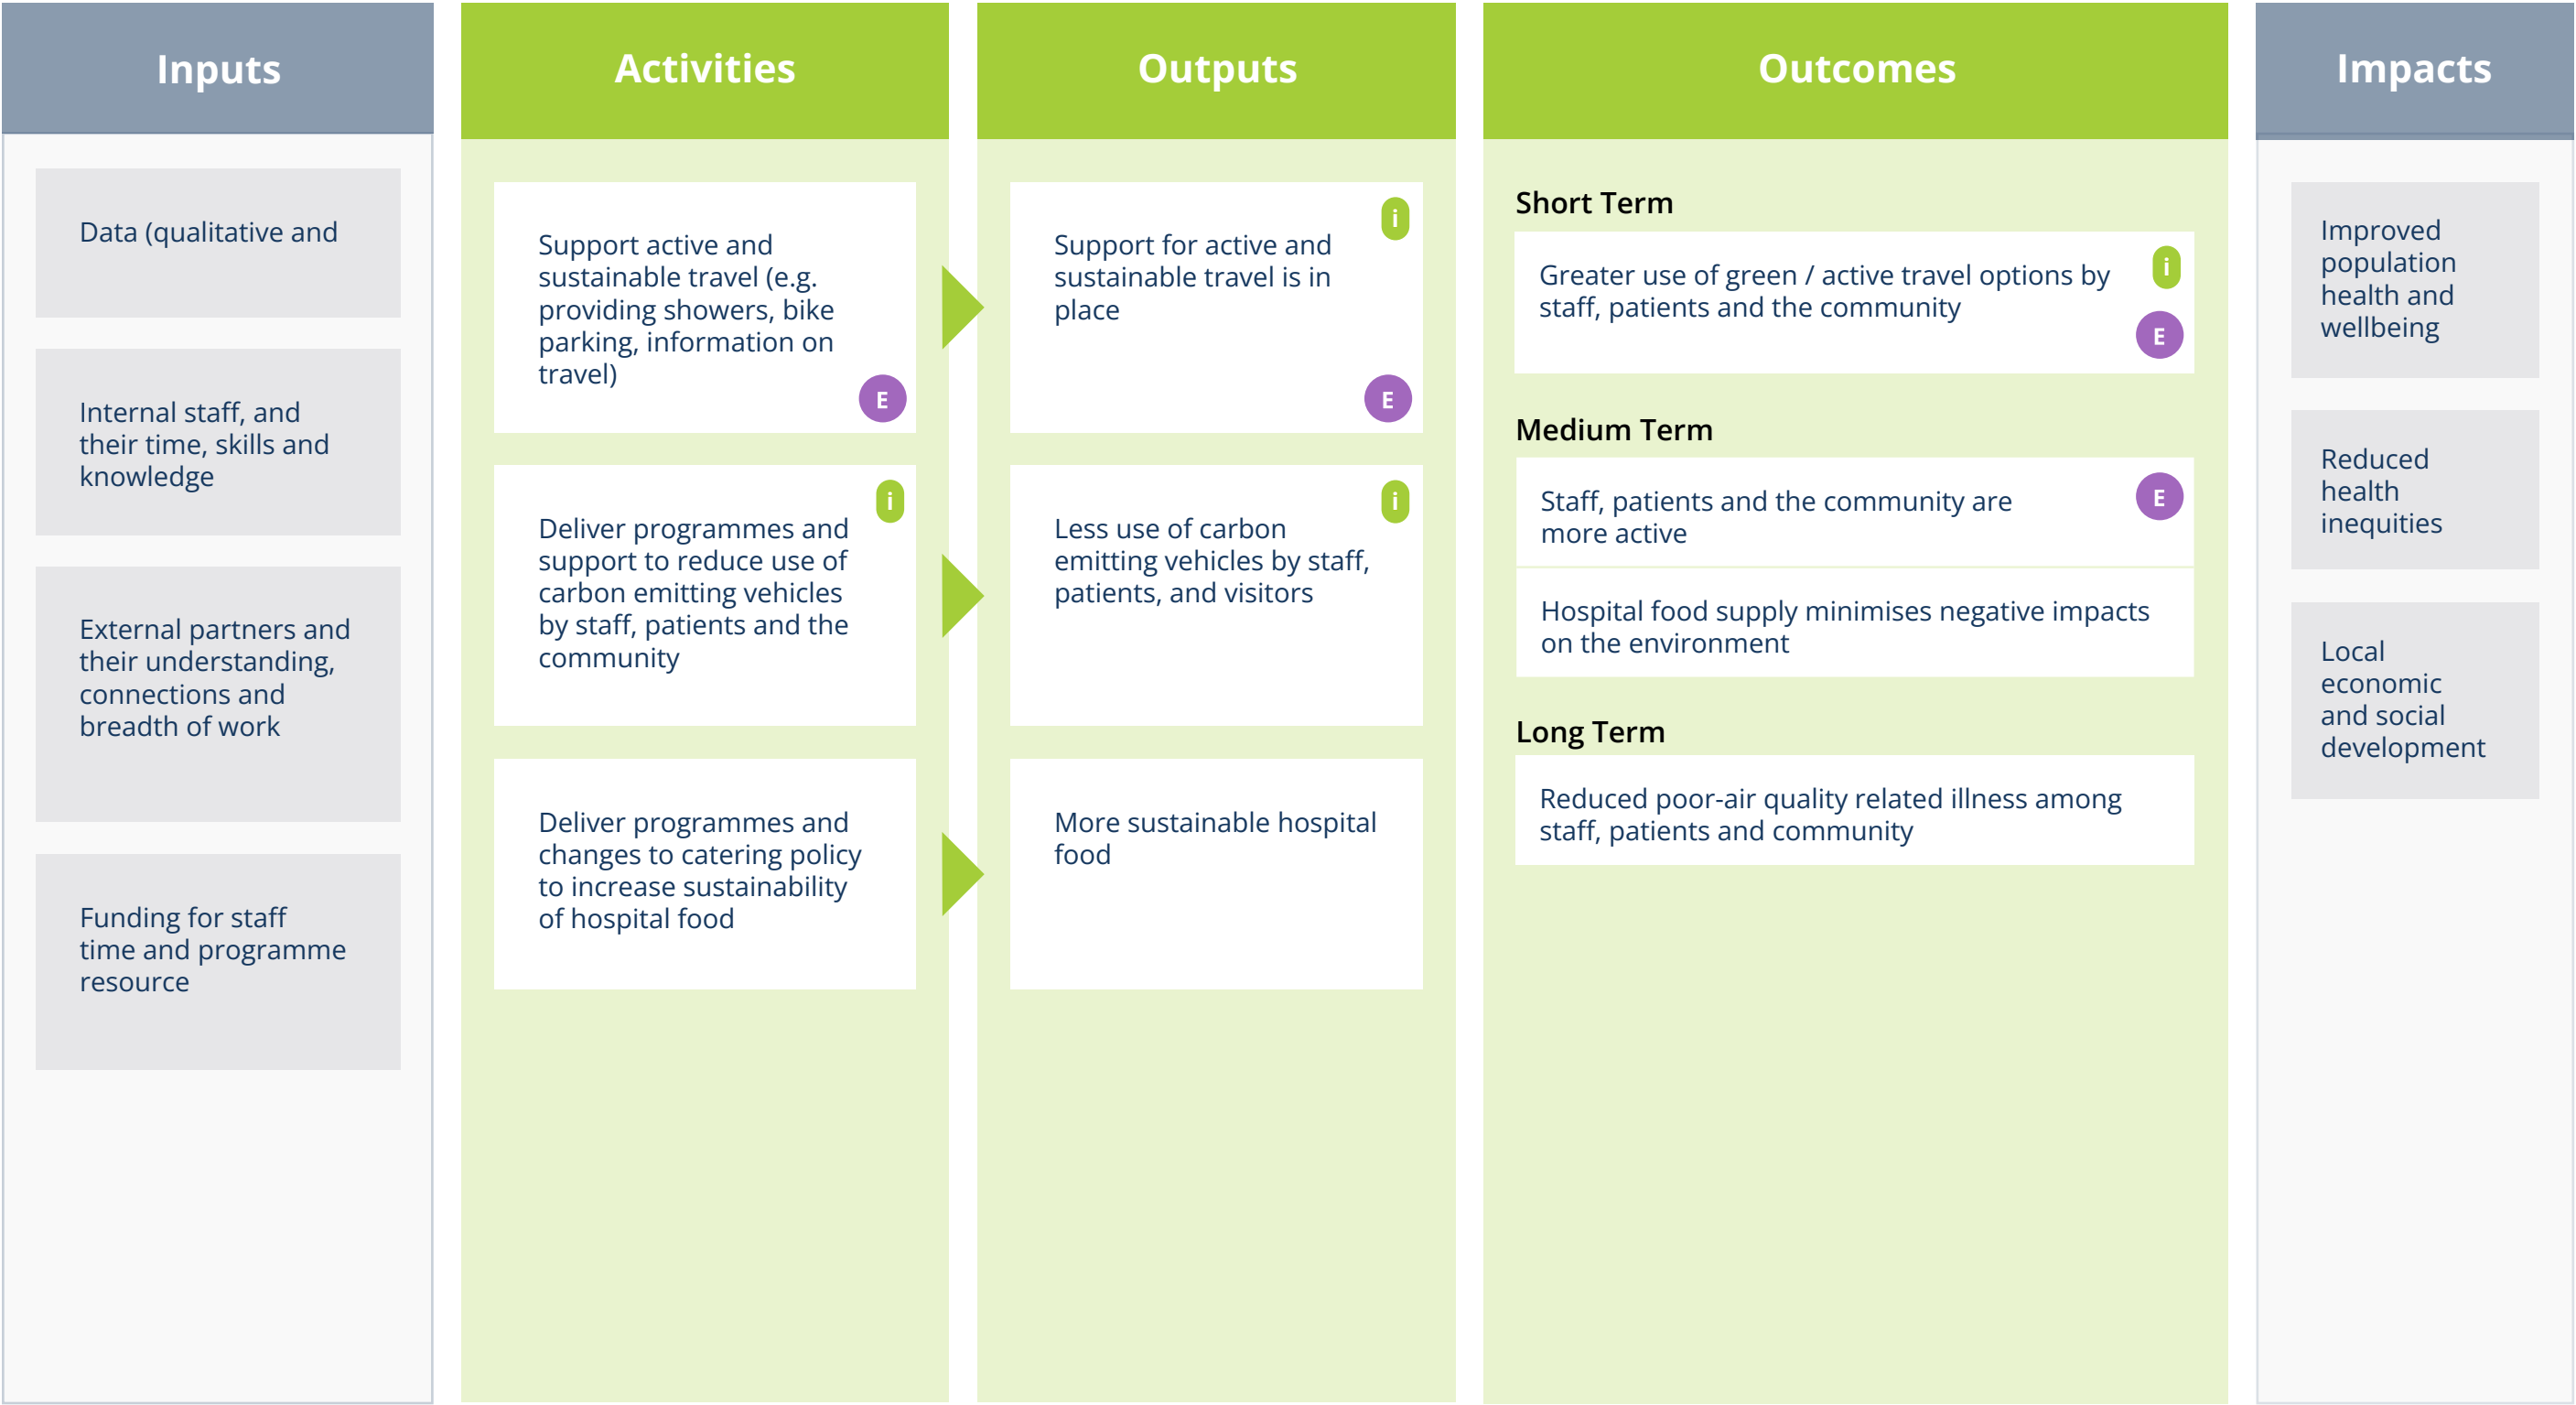 Inputs
Data (qualitative and
Internal staff, and
their time, skills and
knowledge
External partners and
their understanding,
connections and
breadth of work
Funding for staff
time and programme
resource
Activities
Support active and
sustainable travel (e.g.
providing showers, bike
parking, information on
travel)
E
i
Deliver programmes and
support to reduce use of
carbon emitting vehicles
by staff, patients and the
community
Deliver programmes and
changes to catering policy
to increase sustainability
of hospital food
Outputs
i
Support for active and
sustainable travel is in
place
E
i
Less use of carbon
emitting vehicles by staff,
patients, and visitors
More sustainable hospital
food
Outcomes
Short Term
i
Greater use of green / active travel options by
staff, patients and the community
E
Medium Term
Staff, patients and the community are
more active
E
Hospital food supply minimises negative impacts
on the environment
Long Term
Reduced poor-air quality related illness among
staff, patients and community
Impacts
Improved
population
health and
wellbeing
Reduced
health
inequities
Local
economic
and social
development